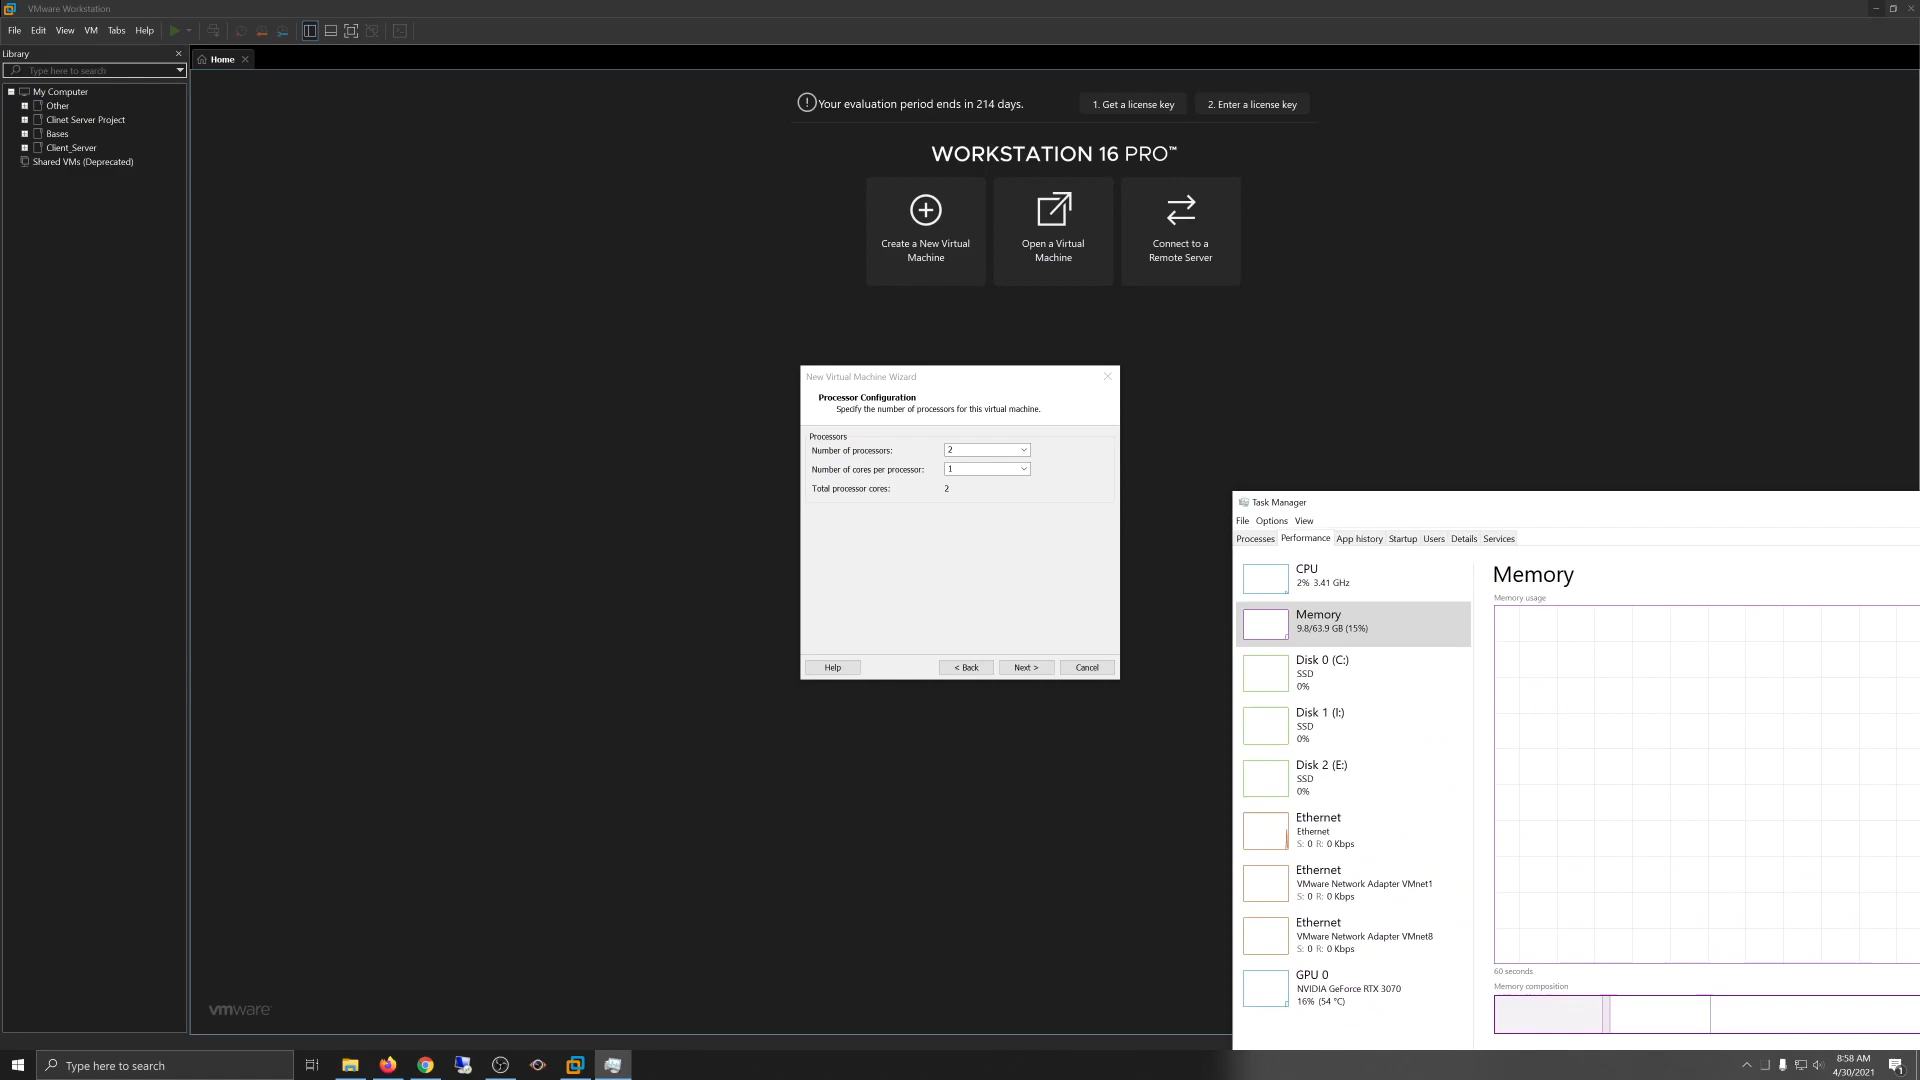 VMware Workstation
File Edit View VM Tabs Help
Library
Type here to search
My Computer
Other
Clinet Server Project
Bases
Client_Server
Shared VMs (Deprecated)
Home
Your evaluation period ends in 214 days.
1. Get a license key
2. Enter a license key
WORKSTATION 16 PRO™
Create a New Virtual
Machine
Open a Virtual
Machine
Connect to a
Remote Server
New Virtual Machine Wizard
Processor Configuration
Specify the number of processors for this virtual machine.
Processors
Number of processors: 2
Number of cores per processor: 1
Total processor cores: 2
Help < Back Next > Cancel
Task Manager
File Options View
Processes Performance App history Startup Users Details Services
CPU
2% 3.41 GHz
Memory
9.8/63.9 GB (15%)
Disk 0 (C:)
SSD
0%
Disk 1 (I:)
SSD
0%
Disk 2 (E:)
SSD
0%
Ethernet
Ethernet
S: 0 R: 0 Kbps
Ethernet
VMware Network Adapter VMnet1
S: 0 R: 0 Kbps
Ethernet
VMware Network Adapter VMnet8
S: 0 R: 0 Kbps
GPU 0
NVIDIA GeForce RTX 3070
16% (54 °C)
Memory
Memory usage
60 seconds
Memory composition
vmware
Type here to search
8:58 AM
4/30/2021
1